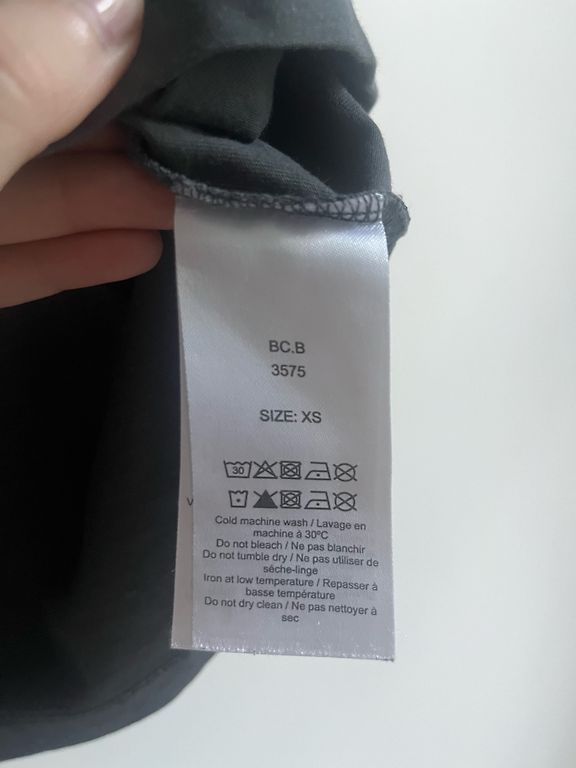 BC.B
3575
SIZE: XS
30
Cold machine wash / Lavage en
machine à 30ºC
Do not bleach / Ne pas blanchir
Do not tumble dry / Ne pas utiliser de
séche-linge
Iron at low temperature / Repasser à
basse température
Do not dry clean / Ne pas nettoyer à
sec